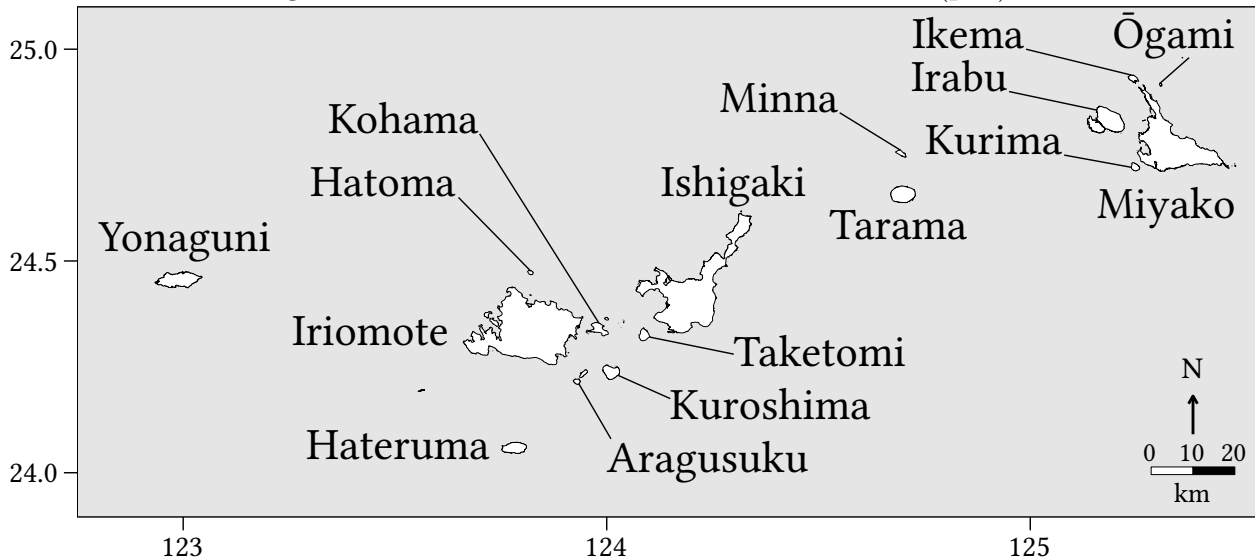 25.0
Ikema
Ōgami
Irabu
Minna
Kohama
Kurima
Hatoma
Ishigaki
Miyako
Tarama
Yonaguni
24.5
Iriomote
Taketomi
N
Kuroshima
Hateruma
Aragusuku
24.0
0 10 20
km
123 124 125